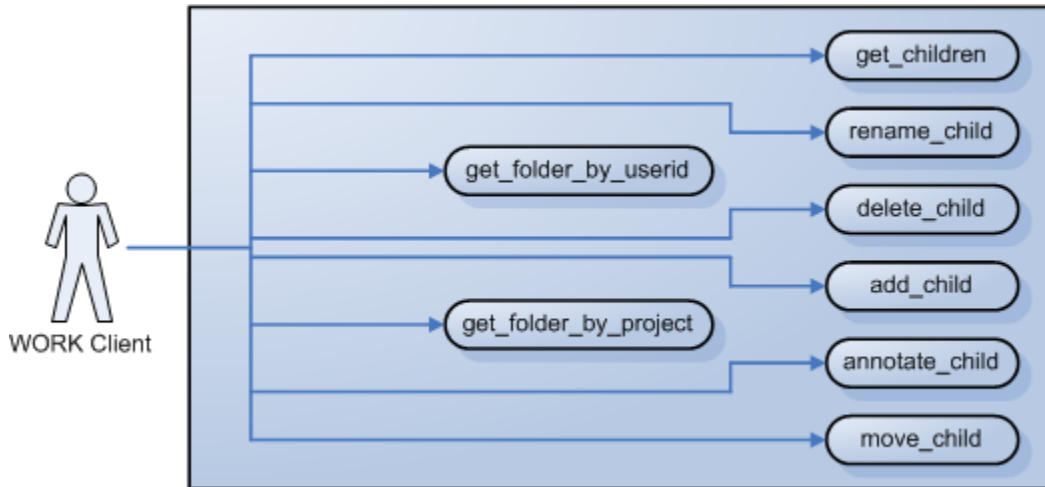 get_children
rename_child
get_folder_by_userid
delete_child
add_child
get_folder_by_project
WORK Client
annotate_child
move_child